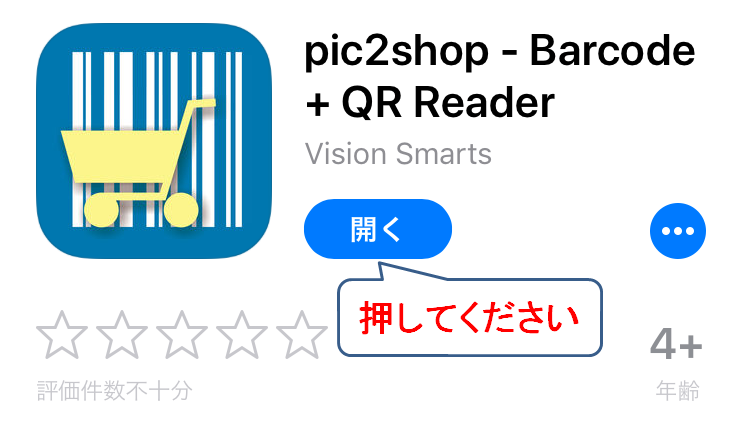 pic2shop - Barcode
+ QR Reader
Vision Smarts
開く
押してください
4+
評価件数不十分
年齢